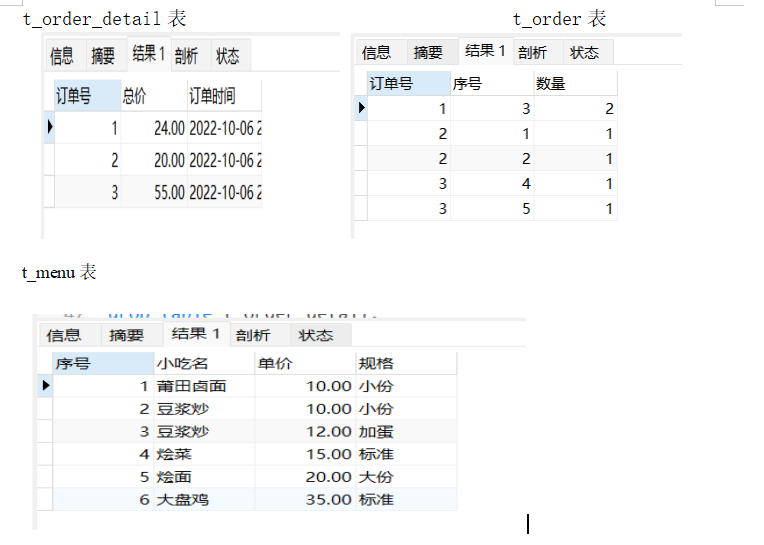 t_order_detail 表
t_order 表
信息 摘要 结果 1 剖析 状态
订单号 总价 订单时间
1 24.00 2022-10-06 2
2 20.00 2022-10-06 2
3 55.00 2022-10-06 2
信息 摘要 结果 1 剖析 状态
订单号 序号 数量
1 3 2
2 1 1
2 2 1
3 4 1
3 5 1
t_menu 表
信息 摘要 结果 1 剖析 状态
序号 小吃名 单价 规格
1 莆田卤面 10.00 小份
2 豆浆炒 10.00 小份
3 豆浆炒 12.00 加蛋
4 烩菜 15.00 标准
5 烩面 20.00 大份
6 大盘鸡 35.00 标准